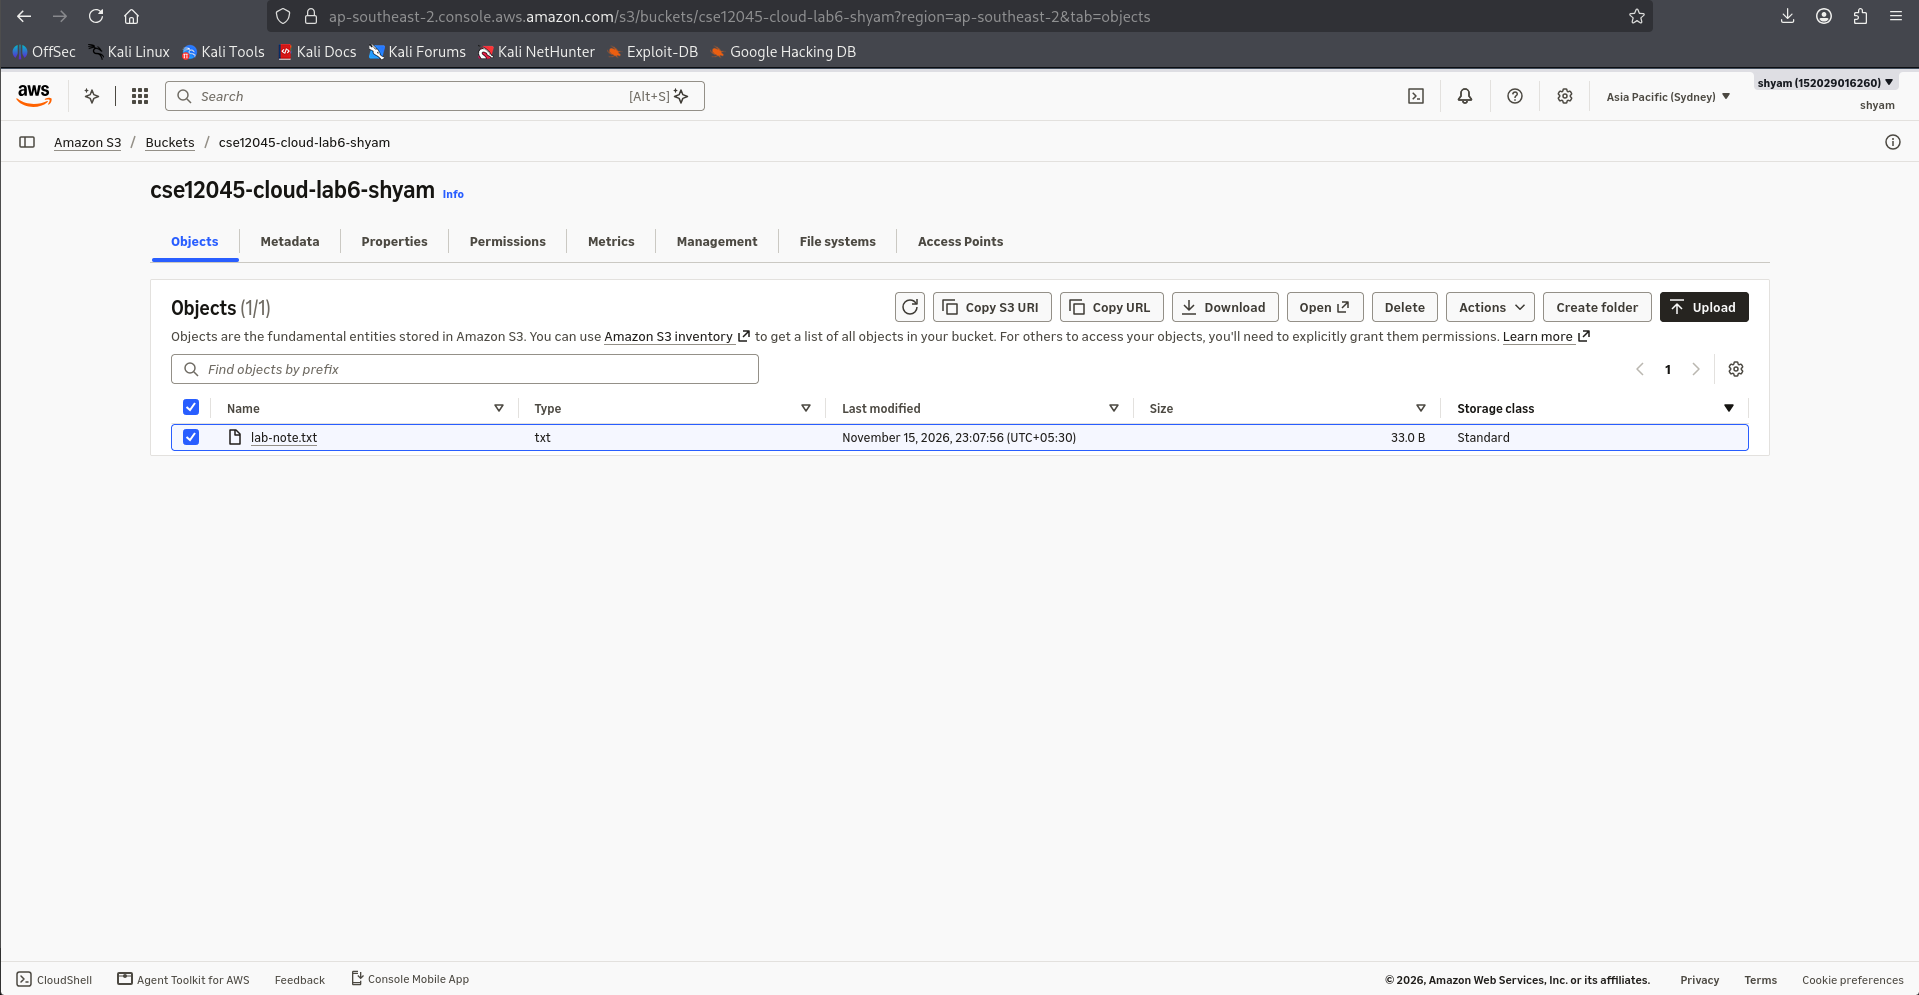 ap-southeast-2.console.aws.amazon.com/s3/buckets/cse12045-cloud-lab6-shyam?region=ap-southeast-2&tab=objects
OffSec Kali Linux Kali Tools Kali Docs Kali Forums Kali NetHunter Exploit-DB Google Hacking DB
aws Search [Alt+S] Asia Pacific (Sydney) shyam (152029016260)
shyam
Amazon S3 / Buckets / cse12045-cloud-lab6-shyam
cse12045-cloud-lab6-shyam Info
Objects Metadata Properties Permissions Metrics Management File systems Access Points
Objects (1/1) Copy S3 URI Copy URL Download Open Delete Actions Create folder Upload
Objects are the fundamental entities stored in Amazon S3. You can use Amazon S3 inventory to get a list of all objects in your bucket. For others to access your objects, you'll need to explicitly grant them permissions. Learn more
Find objects by prefix 1
Name Type Last modified Size Storage class
lab-note.txt txt November 15, 2026, 23:07:56 (UTC+05:30) 33.0 B Standard
CloudShell Agent Toolkit for AWS Feedback Console Mobile App © 2026, Amazon Web Services, Inc. or its affiliates. Privacy Terms Cookie preferences